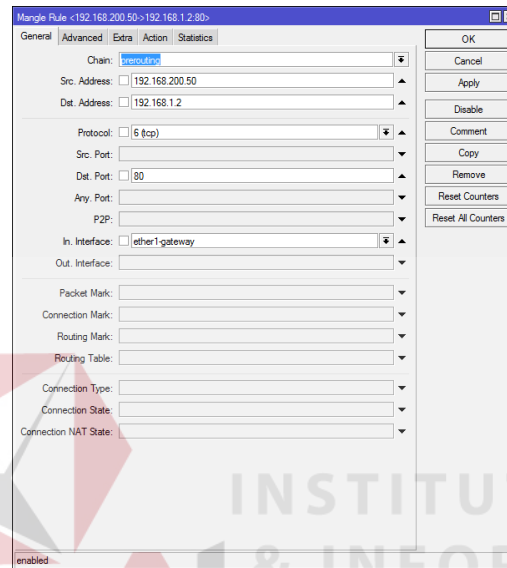 Mangle Rule <192.168.200.50->192.168.1.2:80>
General Advanced Extra Action Statistics
Chain: prerouting
Src. Address: 192.168.200.50
Dst. Address: 192.168.1.2
Protocol: 6 (tcp)
Src. Port:
Dst. Port: 80
Any. Port:
P2P:
In. Interface: ether1-gateway
Out. Interface:
Packet Mark:
Connection Mark:
Routing Mark:
Routing Table:
Connection Type:
Connection State:
Connection NAT State:
enabled
OK
Cancel
Apply
Disable
Comment
Copy
Remove
Reset Counters
Reset All Counters
INSTITU
& INFO